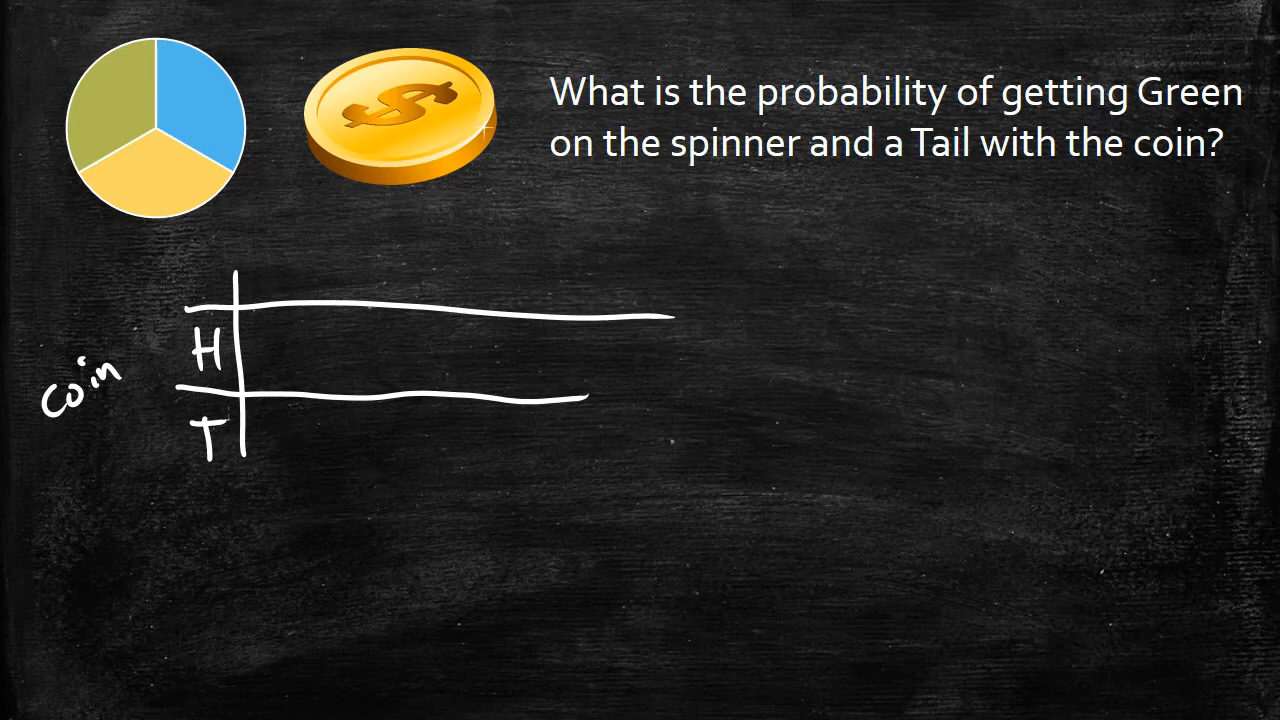 What is the probability of getting Green
on the spinner and a Tail with the coin?
$
H
Coin
T